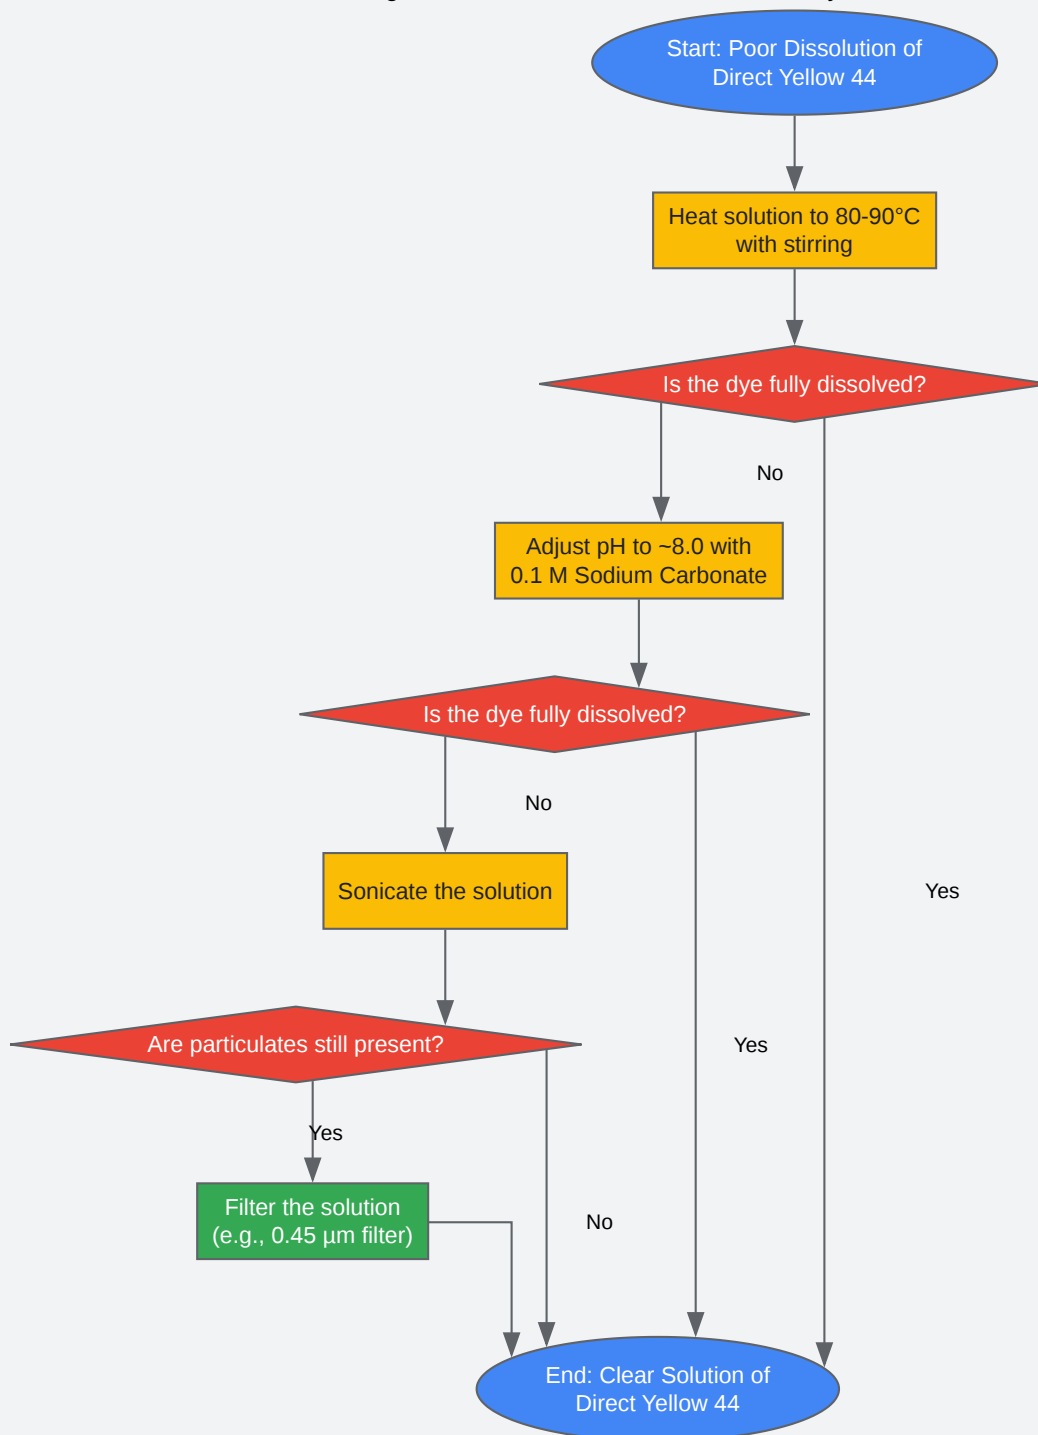 Start: Poor Dissolution of
Direct Yellow 44
Heat solution to 80-90°C
with stirring
Is the dye fully dissolved?
No
Adjust pH to ~8.0 with
0.1 M Sodium Carbonate
Is the dye fully dissolved?
No
Sonicate the solution
Yes
Are particulates still present?
Yes
Yes
Filter the solution
(e.g., 0.45 µm filter)
No
End: Clear Solution of
Direct Yellow 44